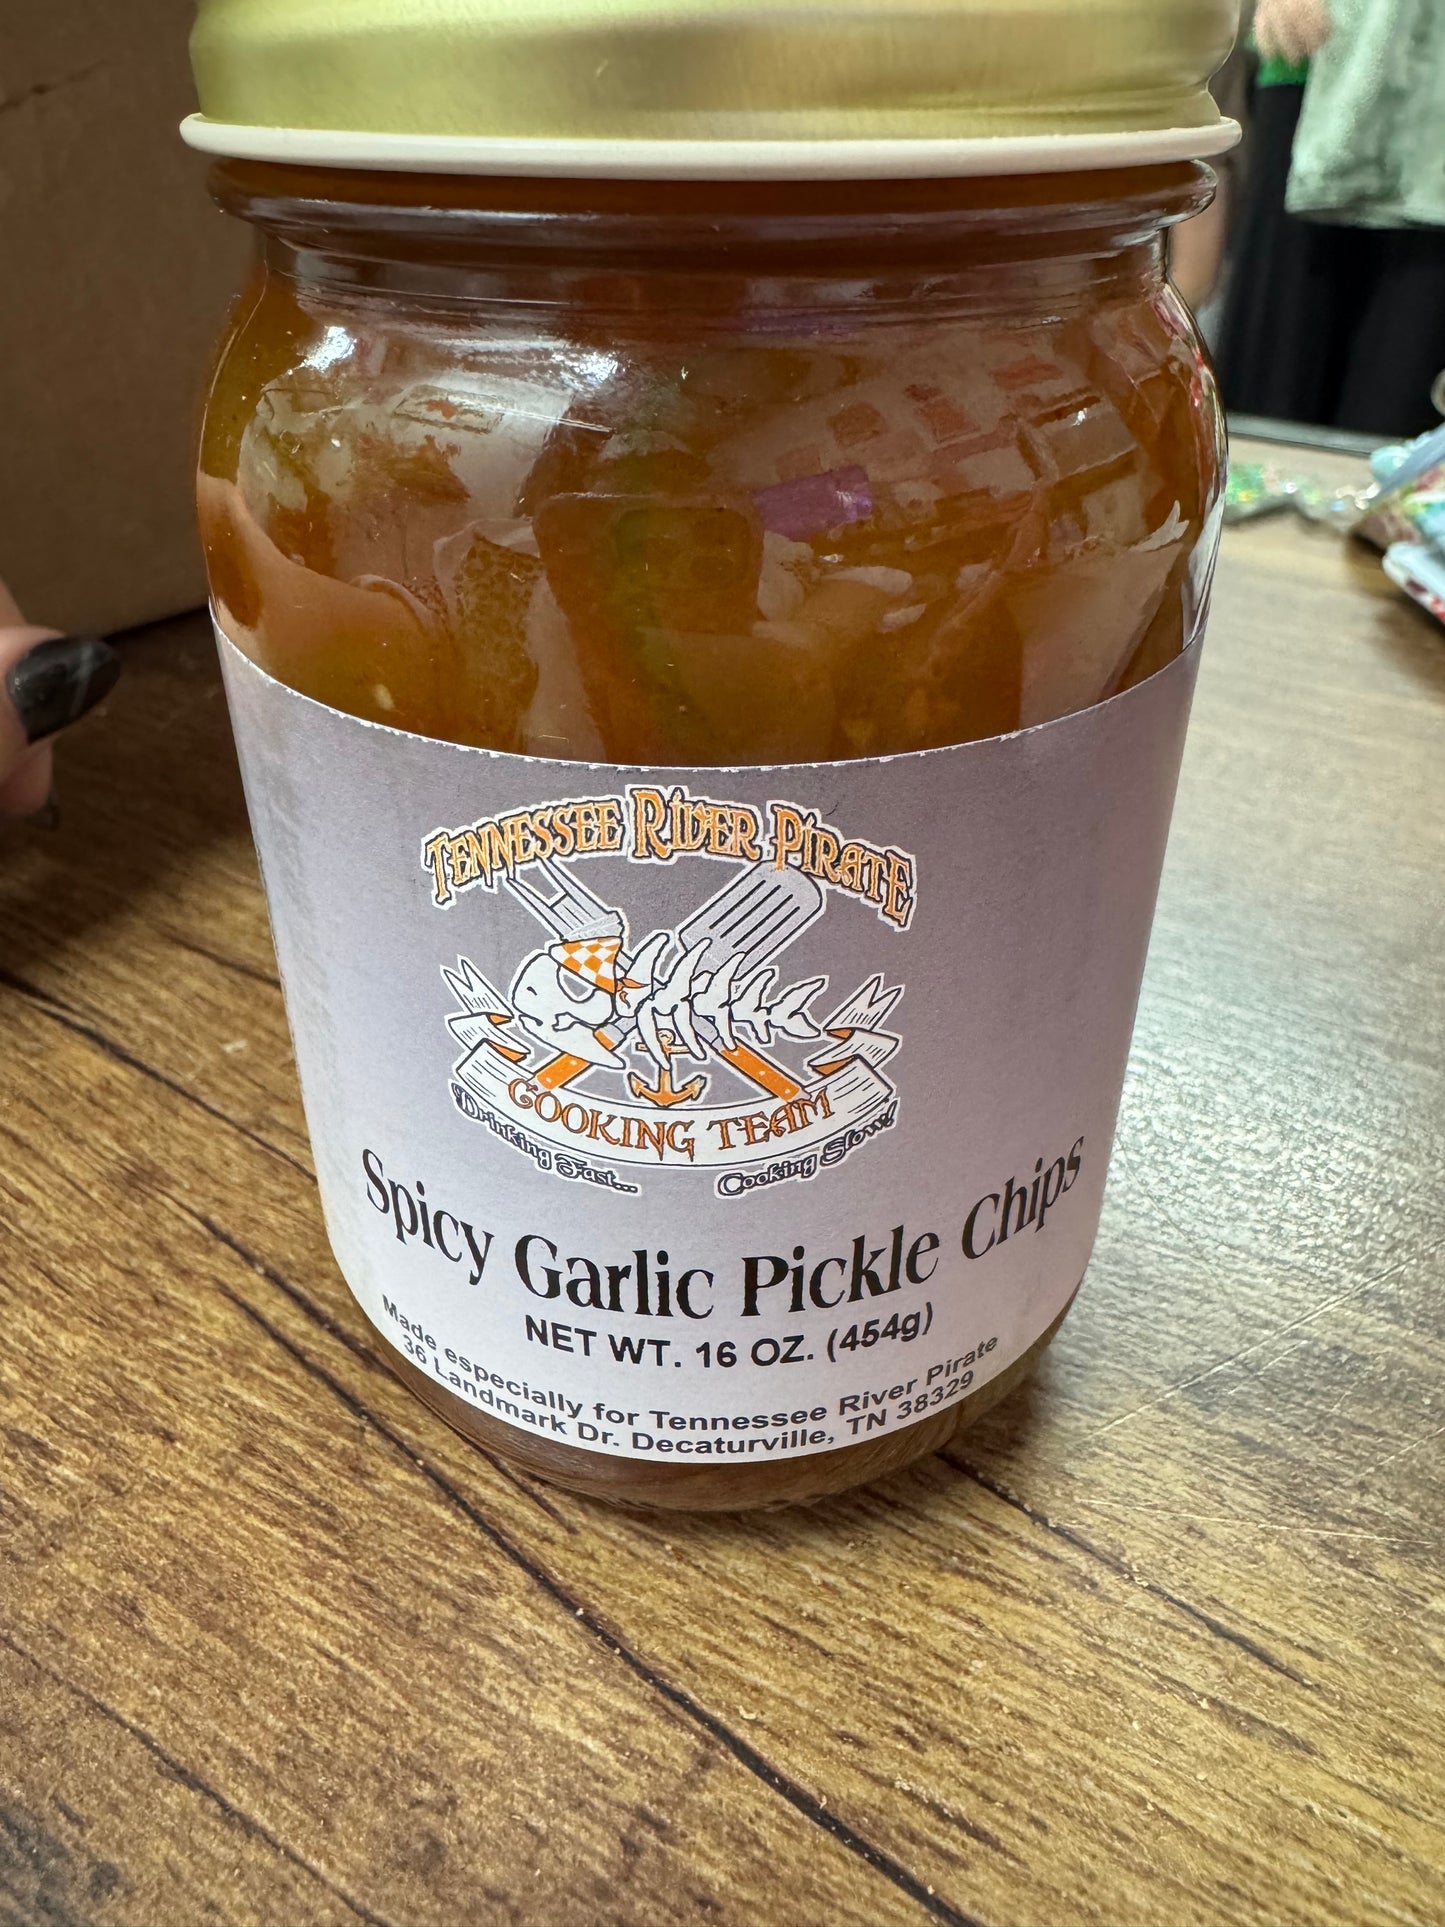 TENNESSEE RIVER PIRATE
COOKING TEAM
Drinking Fast... Cooking Slow!
Spicy Garlic Pickle Chips
NET WT. 16 OZ. (454g)
Made especially for Tennessee River Pirate
36 Landmark Dr. Decaturville, TN 38329